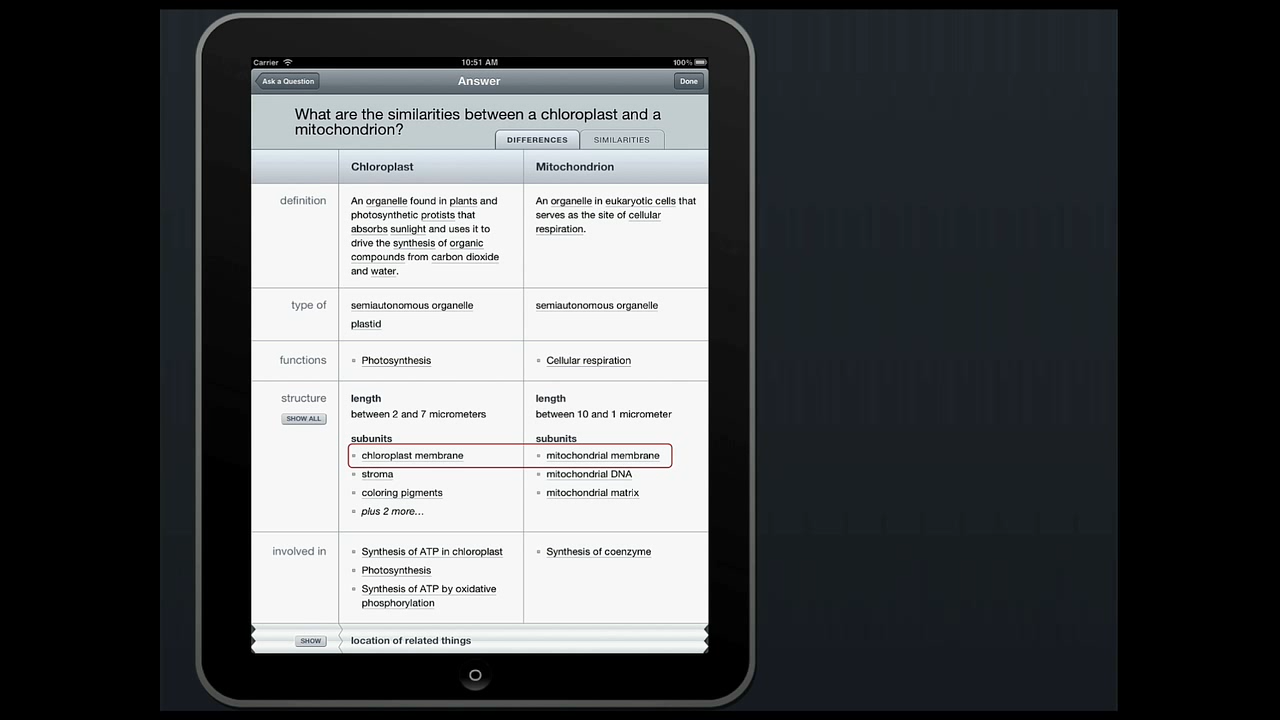 Carrier 10:51 AM 100%
Ask a Question Answer Done
What are the similarities between a chloroplast and a
mitochondrion?
DIFFERENCES SIMILARITIES
Chloroplast Mitochondrion
definition
An organelle found in plants and
photosynthetic protists that
absorbs sunlight and uses it to
drive the synthesis of organic
compounds from carbon dioxide
and water.
An organelle in eukaryotic cells that
serves as the site of cellular
respiration.
type of
semiautonomous organelle
plastid
semiautonomous organelle
functions
Photosynthesis
Cellular respiration
structure
SHOW ALL
length
between 2 and 7 micrometers
subunits
chloroplast membrane
stroma
coloring pigments
plus 2 more...
length
between 10 and 1 micrometer
subunits
mitochondrial membrane
mitochondrial DNA
mitochondrial matrix
involved in
Synthesis of ATP in chloroplast
Photosynthesis
Synthesis of ATP by oxidative
phosphorylation
Synthesis of coenzyme
SHOW location of related things